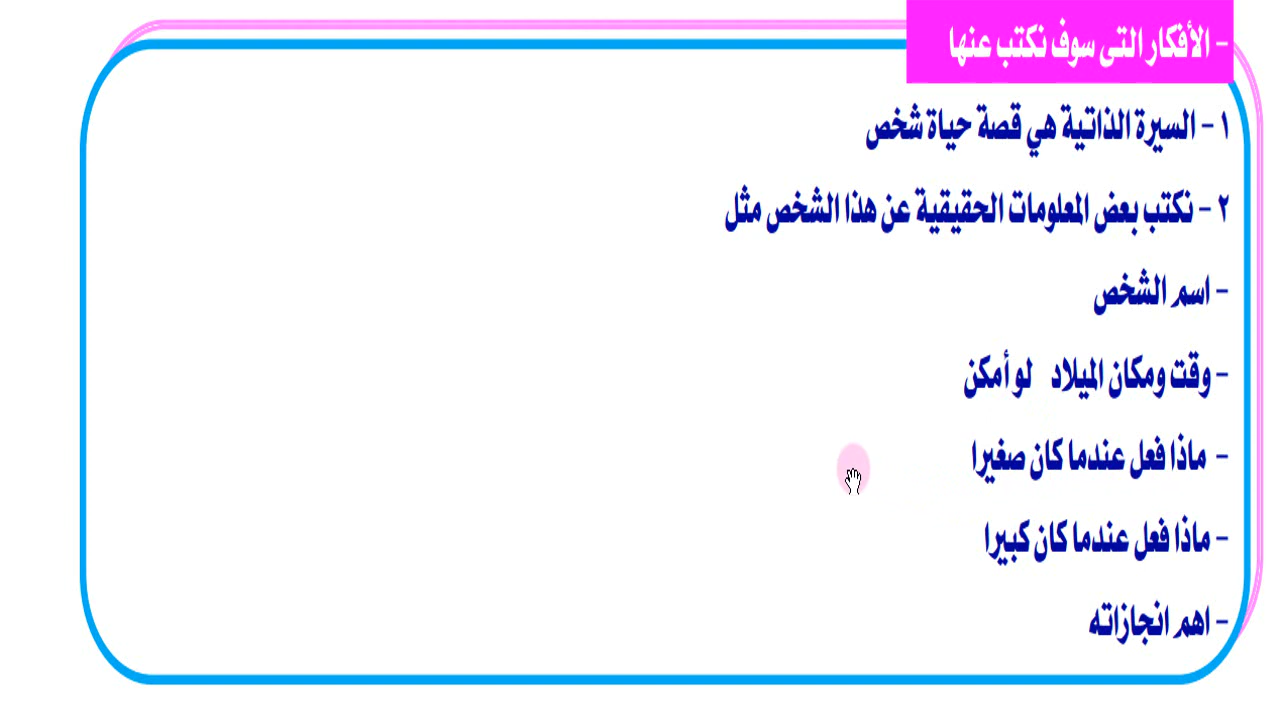 - الأفكار التى سوف نكتب عنها
١ - السيرة الذاتية هي قصة حياة شخص
٢ - نكتب بعض المعلومات الحقيقية عن هذا الشخص مثل
- اسم الشخص
- وقت ومكان الميلاد لو أمكن
- ماذا فعل عندما كان صغيرا
- ماذا فعل عندما كان كبيرا
- اهم انجازاته